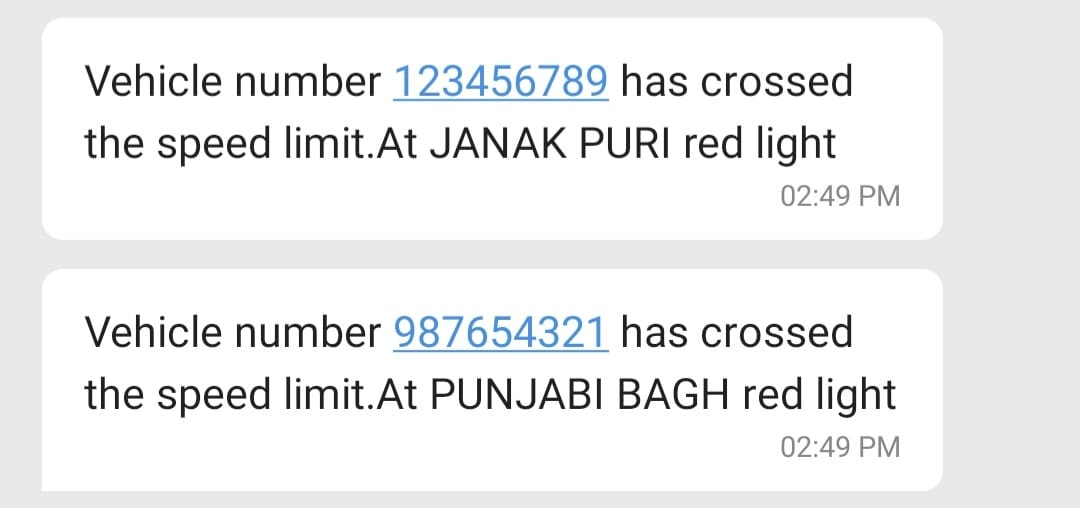 Vehicle number 123456789 has crossed
the speed limit.At JANAK PURI red light
02:49 PM
Vehicle number 987654321 has crossed
the speed limit.At PUNJABI BAGH red light
02:49 PM